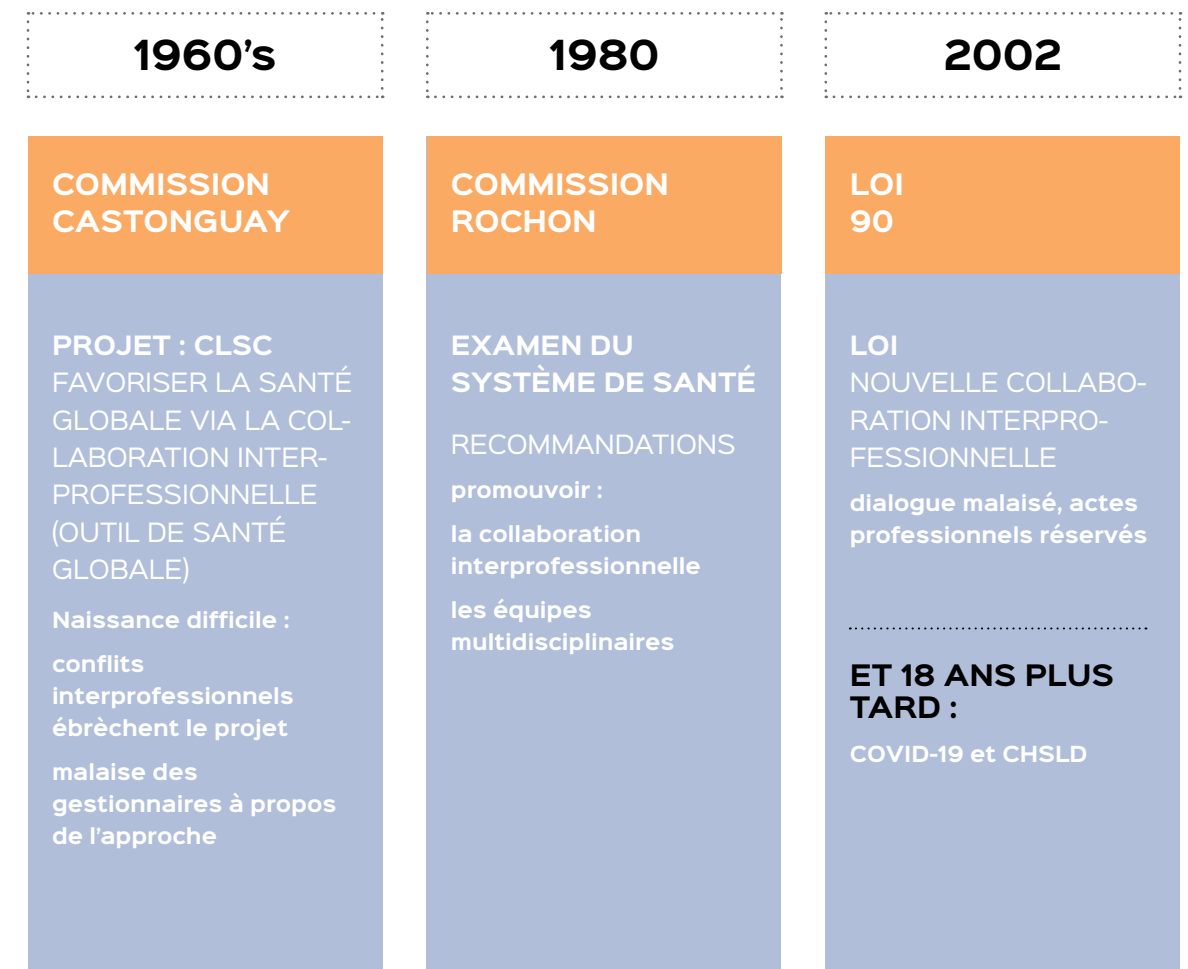 1960’s
COMMISSION
CASTONGUAY
PROJET : CLSC
FAVORISER LA SANTÉ
GLOBALE VIA LA COL-
LABORATION INTER-
PROFESSIONNELLE
(OUTIL DE SANTÉ
GLOBALE)
Naissance difficile :
conflits
interprofessionnels
ébrèchent le projet
malaise des
gestionnaires à propos
de l’approche
1980
COMMISSION
ROCHON
EXAMEN DU
SYSTÈME DE SANTÉ
RECOMMANDATIONS
promouvoir :
la collaboration
interprofessionnelle
les équipes
multidisciplinaires
2002
LOI
90
LOI
NOUVELLE COLLABO-
RATION INTERPRO-
FESSIONNELLE
dialogue malaisé, actes
professionnels réservés
ET 18 ANS PLUS
TARD :
COVID-19 et CHSLD